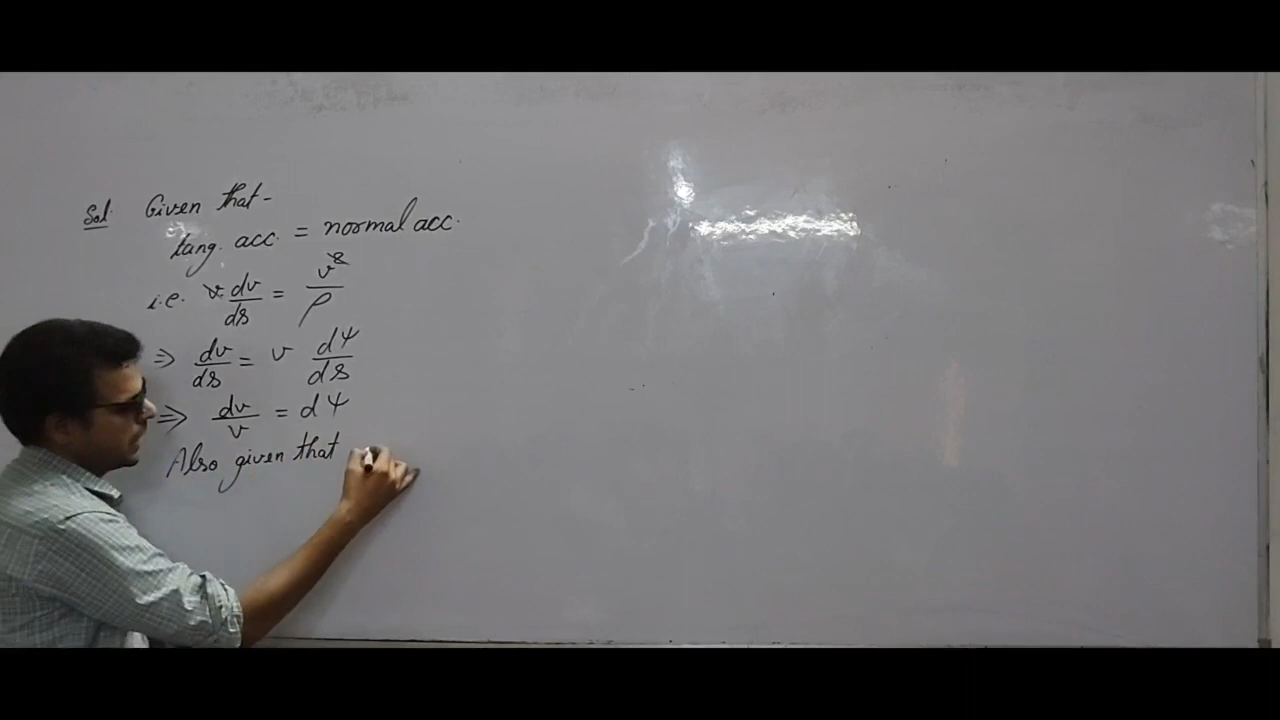 Sol. Given that -
tang. acc. = normal acc.
i.e. v dv/ds = v²/ρ
⇒ dv/ds = v dψ/ds
⇒ dv/v = dψ
Also given that